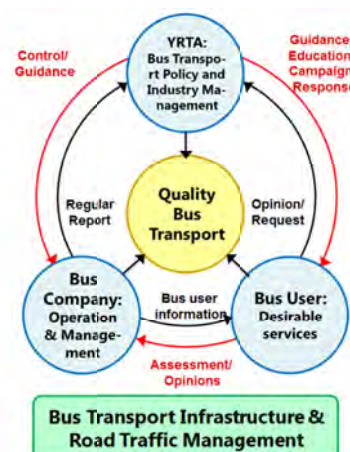 YRTA:
Bus Transport
Policy and
Industry Ma-
nagement
Control/
Guidance
Guidance
Education
Campaign
Response
Regular
Report
Quality
Bus
Transport
Opinion/
Request
Bus
Company:
Operation
& Manage-
ment
Bus user
information
Bus User:
Desirable
services
Assessment/
Opinions
Bus Transport Infrastructure &
Road Traffic Management